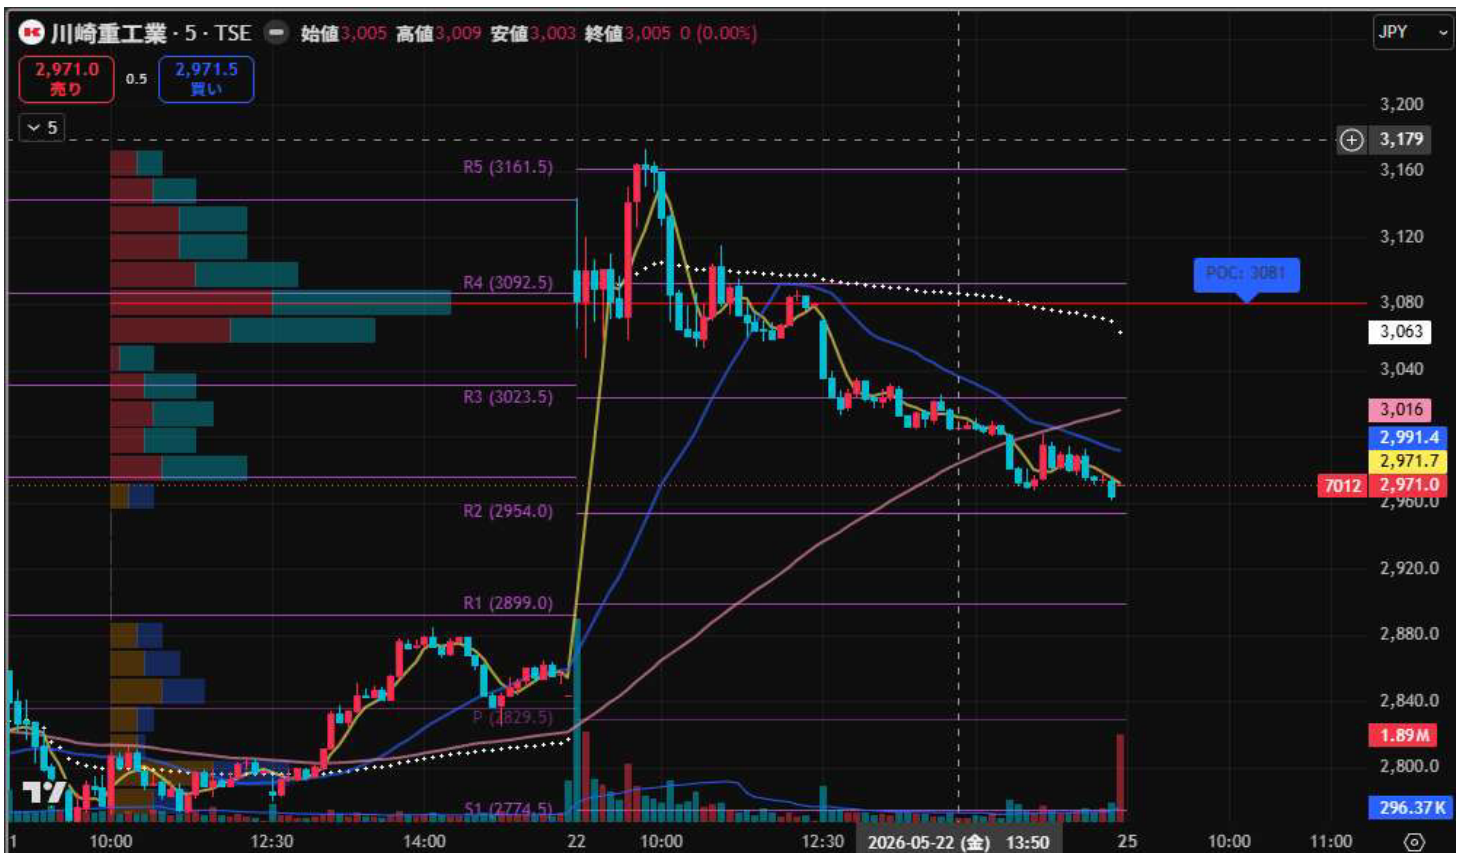 川崎重工業 · 5 · TSE 始値3,005 高値3,009 安値3,003 終値3,005 0 (0.00%)
JPY
2,971.0 売り
0.5
2,971.5 買い
5
3,200
3,179
3,160
3,120
3,080
3,063
3,040
3,016
2,991.4
2,971.7
7012 2,971.0
2,960.0
2,920.0
2,880.0
2,840.0
1.89M
2,800.0
296.37K
R5 (3161.5)
R4 (3092.5)
POC: 3081
R3 (3023.5)
R2 (2954.0)
R1 (2899.0)
P (2829.5)
S1 (2774.5)
1 10:00 12:30 14:00 22 10:00 12:30 2026-05-22 (金) 13:50 25 10:00 11:00